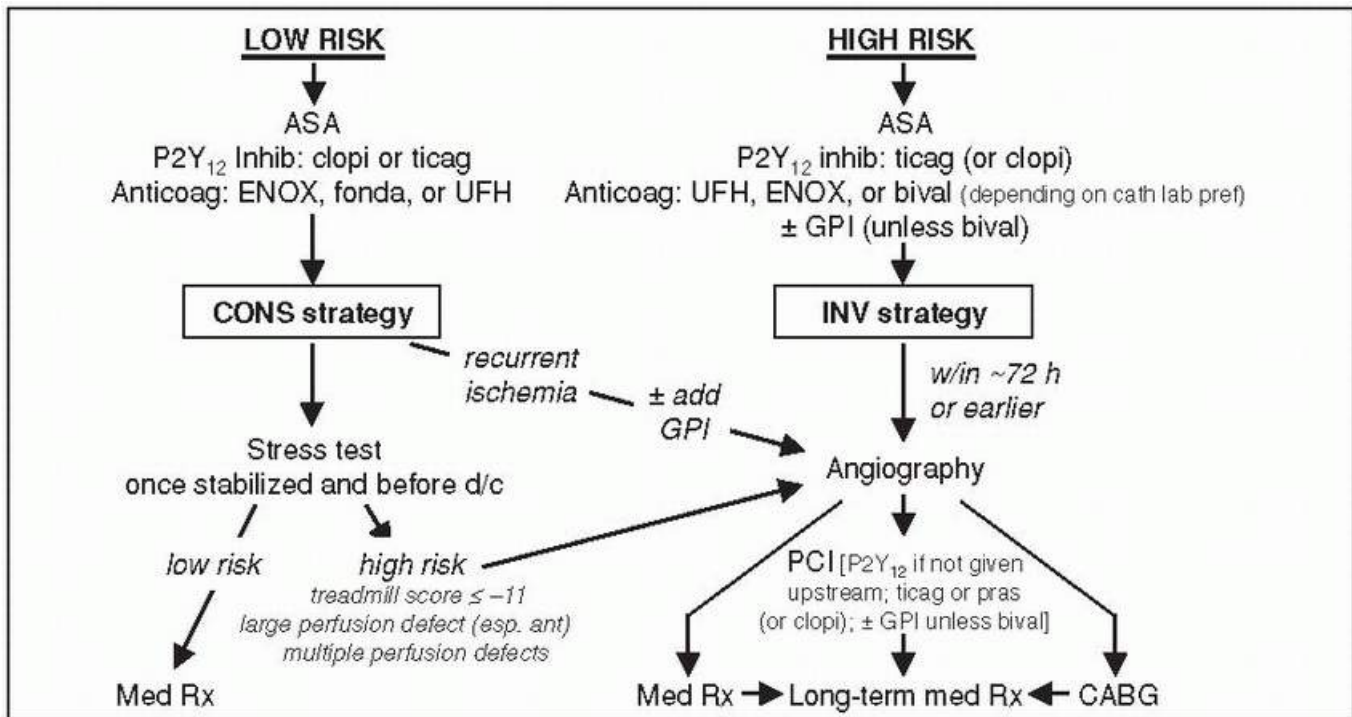 LOW RISK
ASA
P2Y12 Inhib: clopi or ticag
Anticoag: ENOX, fonda, or UFH
CONS strategy
recurrent
ischemia
± add
GPI
Stress test
once stabilized and before d/c
low risk
high risk
treadmill score ≤ –11
large perfusion defect (esp. ant)
multiple perfusion defects
Med Rx
HIGH RISK
ASA
P2Y12 inhib: ticag (or clopi)
Anticoag: UFH, ENOX, or bival (depending on cath lab pref)
± GPI (unless bival)
INV strategy
w/in ~72 h
or earlier
Angiography
PCI [P2Y12 if not given
upstream; ticag or pras
(or clopi); ± GPI unless bival]
Med Rx
Long-term med Rx
CABG